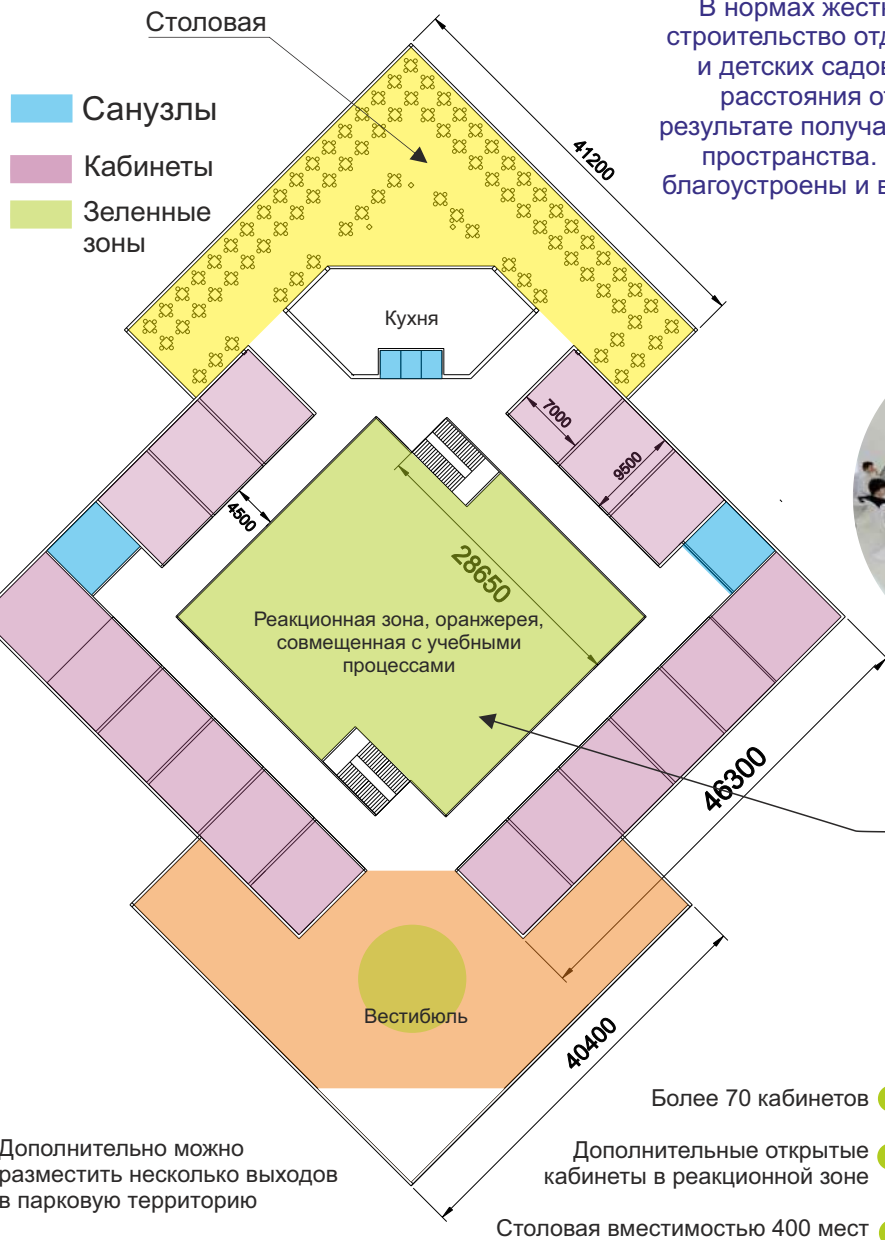 Столовая
В нормах жестк
строительство отд
и детских садов
расстояния от
результате получа
пространства.
благоустроены и в
Санузлы
Кабинеты
Зеленные
зоны
41200
Кухня
7000
9500
4500
28650
Реакционная зона, оранжерея,
совмещенная с учебными
процессами
46300
Вестибюль
40400
Более 70 кабинетов
Дополнительно можно
разместить несколько выходов
в парковую территорию
Дополнительные открытые
кабинеты в реакционной зоне
Столовая вместимостью 400 мест